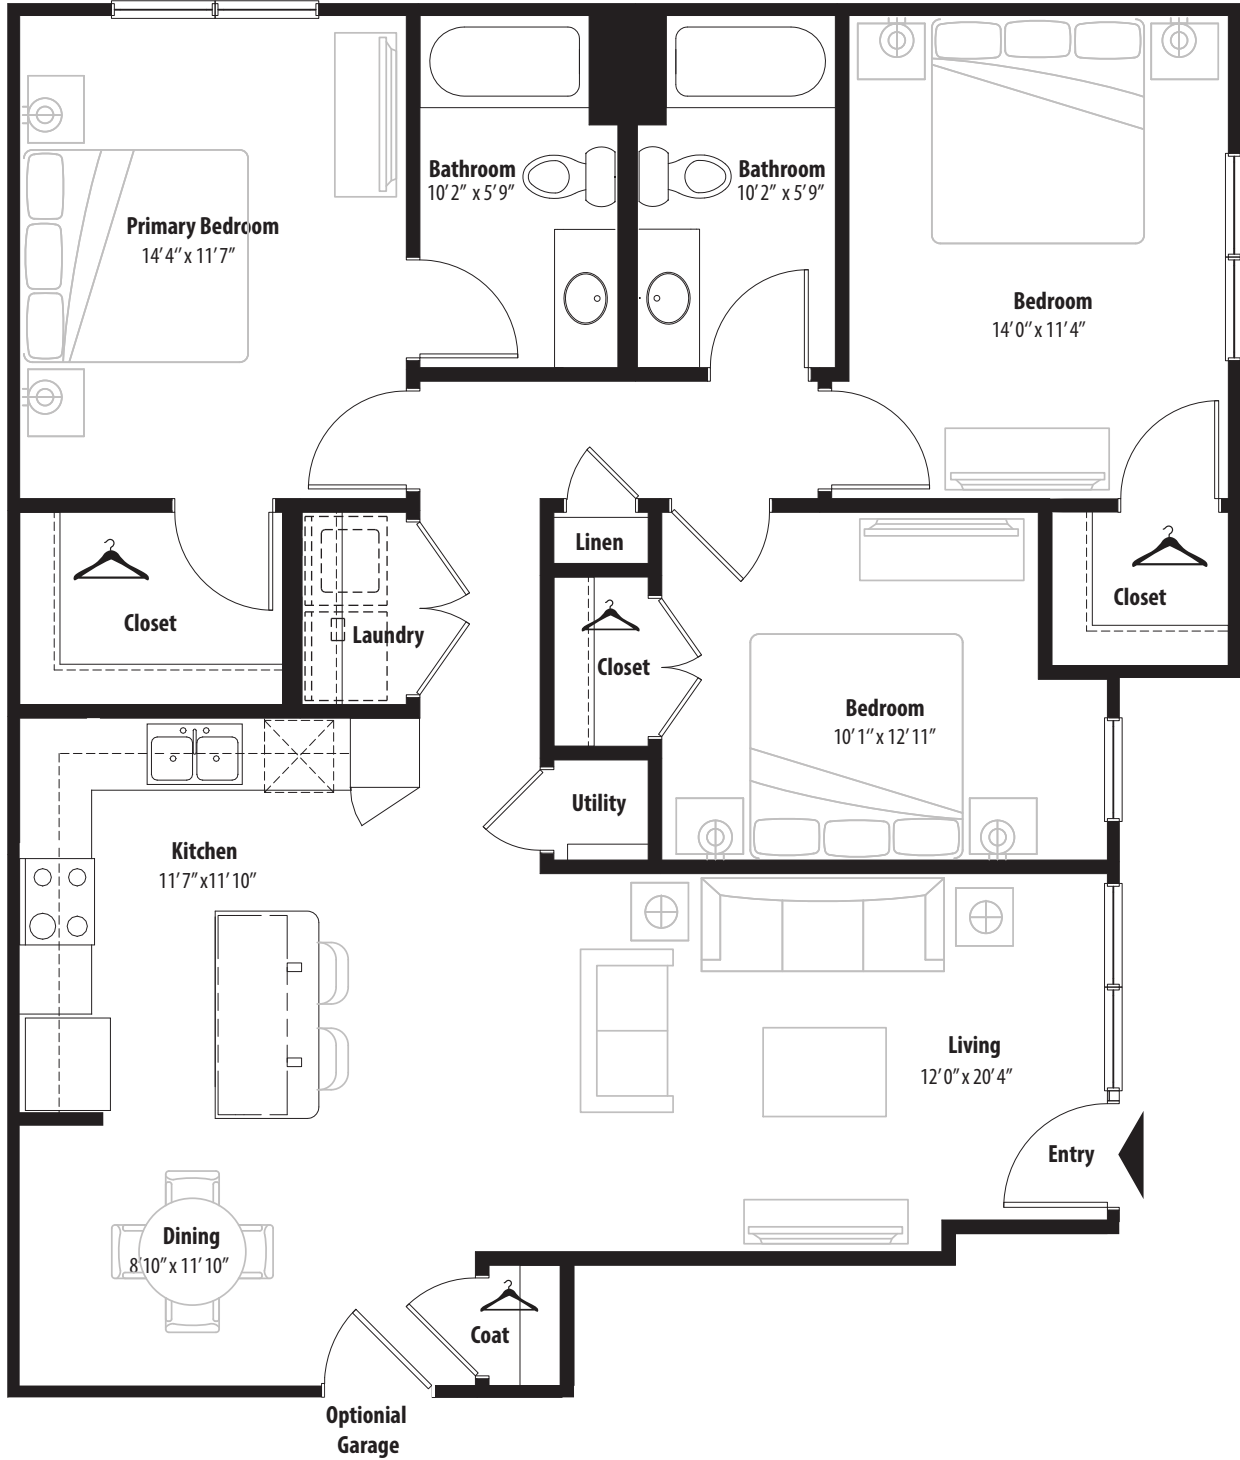 Bathroom
10'2" x 5'9"
Bathroom
10'2" x 5'9"
Primary Bedroom
14'4" x 11'7"
Bedroom
14'0" x 11'4"
Linen
Closet
Laundry
Closet
Closet
Bedroom
10'1" x 12'11"
Utility
Kitchen
11'7"x11'10"
Living
12'0" x 20'4"
Entry
Dining
8'10" x 11'10"
Coat
Optionial
Garage